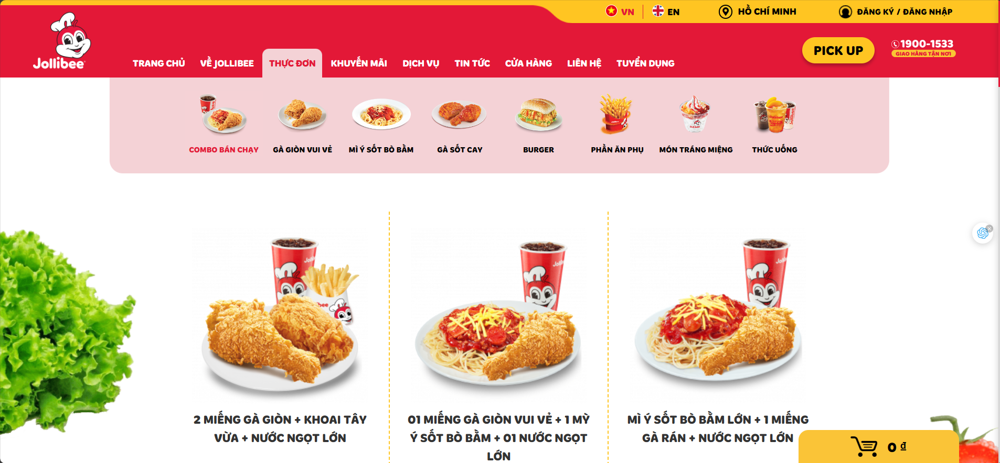 VN
EN
HỒ CHÍ MINH
ĐĂNG KÝ / ĐĂNG NHẬP
Jollibee
TRANG CHỦ
VỀ JOLLIBEE
THỰC ĐƠN
KHUYẾN MÃI
DỊCH VỤ
TIN TỨC
CỬA HÀNG
LIÊN HỆ
TUYỂN DỤNG
PICK UP
1900-1533
GIAO HÀNG TẬN NƠI
COMBO BÁN CHẠY
GÀ GIÒN VUI VẺ
MÌ Ý SỐT BÒ BẰM
GÀ SỐT CAY
BURGER
PHẦN ĂN PHỤ
MÓN TRÁNG MIỆNG
THỨC UỐNG
2 MIẾNG GÀ GIÒN + KHOAI TÂY
VỪA + NƯỚC NGỌT LỚN
01 MIẾNG GÀ GIÒN VUI VẺ + 1 MỲ
Ý SỐT BÒ BẰM + 01 NƯỚC NGỌT
LỚN
MÌ Ý SỐT BÒ BẰM LỚN + 1 MIẾNG
GÀ RÁN + NƯỚC NGỌT LỚN
0 ₫